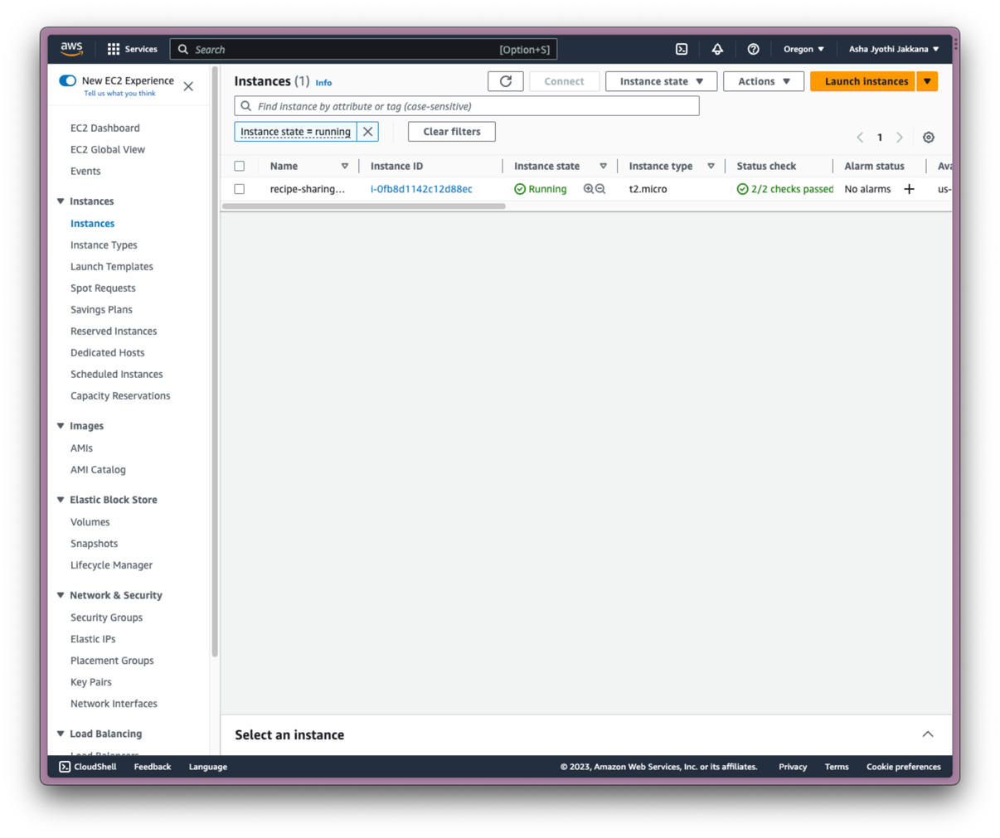 aws
Services
Search [Option+S]
Oregon
Asha Jyothi Jakkana
New EC2 Experience
Tell us what you think
EC2 Dashboard
EC2 Global View
Events
Instances
Instances
Instance Types
Launch Templates
Spot Requests
Savings Plans
Reserved Instances
Dedicated Hosts
Scheduled Instances
Capacity Reservations
Images
AMIs
AMI Catalog
Elastic Block Store
Volumes
Snapshots
Lifecycle Manager
Network & Security
Security Groups
Elastic IPs
Placement Groups
Key Pairs
Network Interfaces
Load Balancing
Load Balancers
Instances (1) Info
Connect
Instance state
Actions
Launch instances
Find instance by attribute or tag (case-sensitive)
Instance state = running
Clear filters
1
Name Instance ID Instance state Instance type Status check Alarm status Ava
recipe-sharing... i-0fb8d1142c12d88ec Running t2.micro 2/2 checks passed No alarms + us-
Select an instance
CloudShell Feedback Language © 2023, Amazon Web Services, Inc. or its affiliates. Privacy Terms Cookie preferences